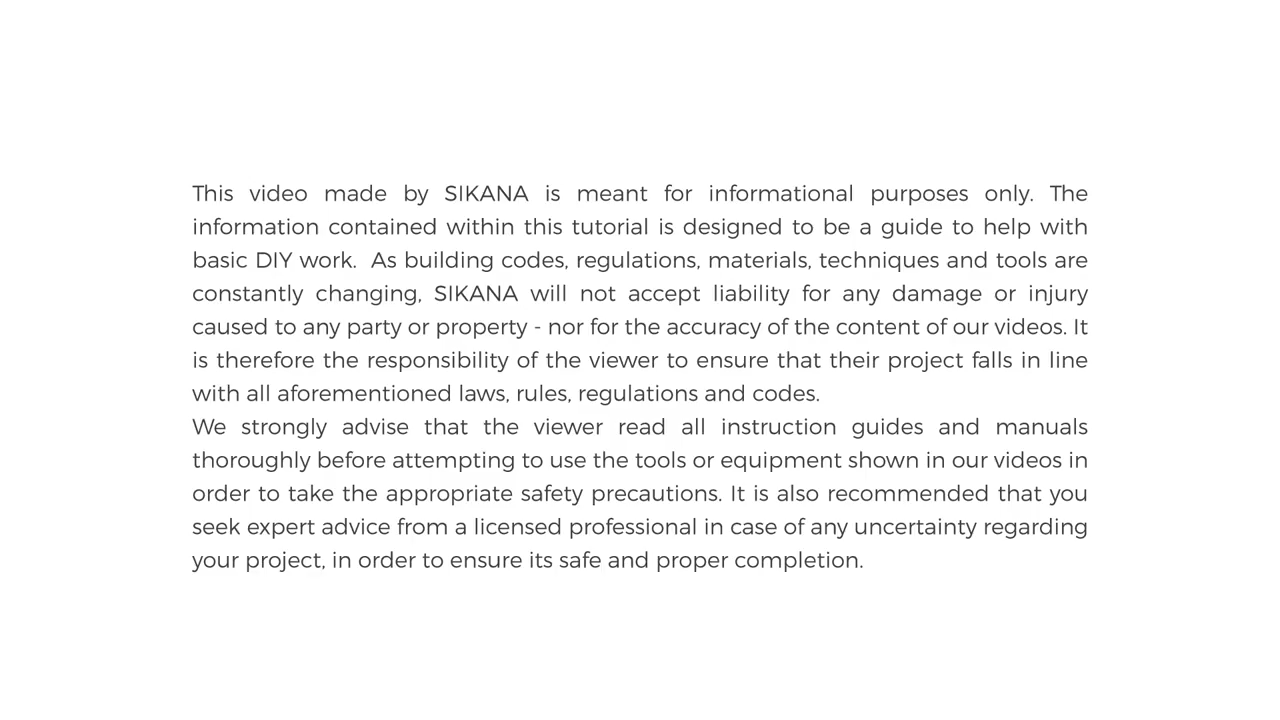 This video made by SIKANA is meant for informational purposes only. The
information contained within this tutorial is designed to be a guide to help with
basic DIY work.  As building codes, regulations, materials, techniques and tools are
constantly changing, SIKANA will not accept liability for any damage or injury
caused to any party or property - nor for the accuracy of the content of our videos. It
is therefore the responsibility of the viewer to ensure that their project falls in line
with all aforementioned laws, rules, regulations and codes.
We strongly advise that the viewer read all instruction guides and manuals
thoroughly before attempting to use the tools or equipment shown in our videos in
order to take the appropriate safety precautions. It is also recommended that you
seek expert advice from a licensed professional in case of any uncertainty regarding
your project, in order to ensure its safe and proper completion.